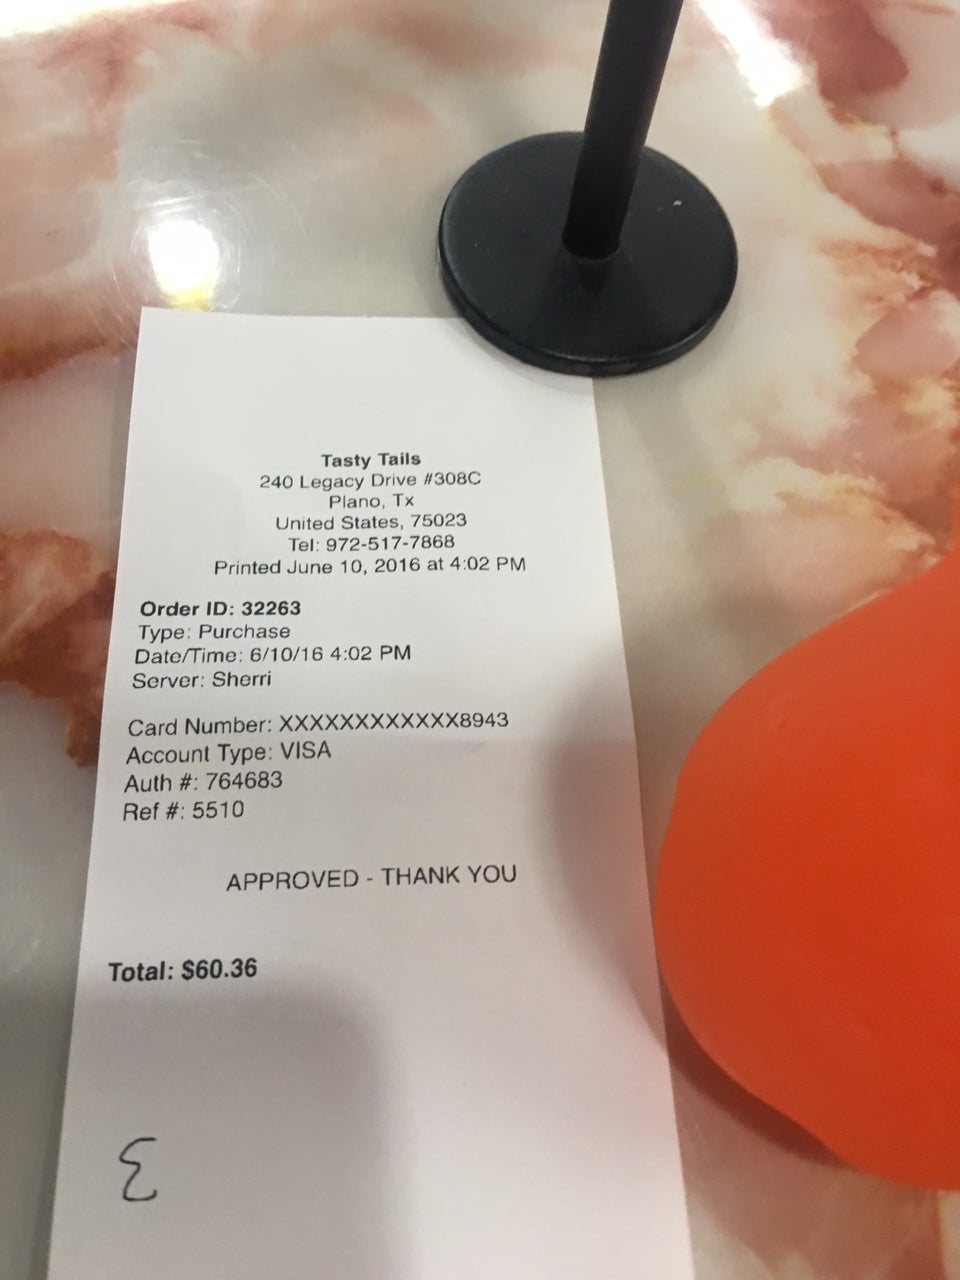 Tasty Tails
240 Legacy Drive #308C
Plano, Tx
United States, 75023
Tel: 972-517-7868
Printed June 10, 2016 at 4:02 PM
Order ID: 32263
Type: Purchase
Date/Time: 6/10/16 4:02 PM
Server: Sherri
Card Number: XXXXXXXXXXXX8943
Account Type: VISA
Auth #: 764683
Ref #: 5510
APPROVED - THANK YOU
Total: $60.36